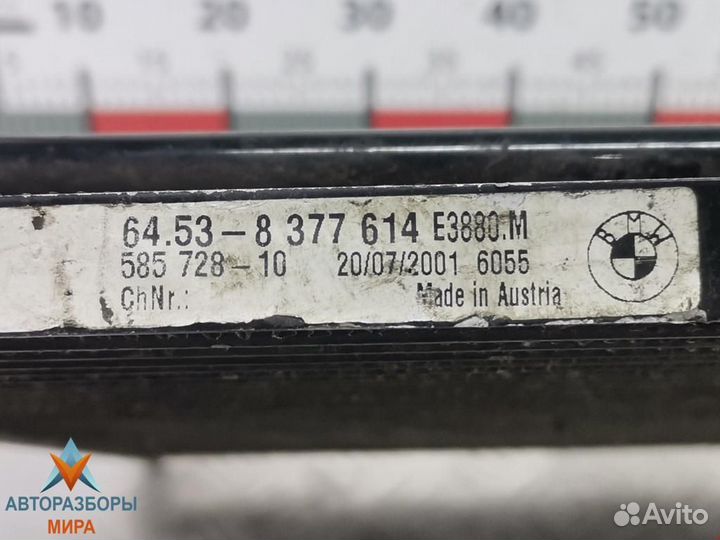 10
20
30
40
50
64.53-8 377 614 E3880.M
585 728-10 20/07/2001 6055
ChNr.: Made in Austria
BMW
АВТОРАЗБОРЫ
МИРА
Avito